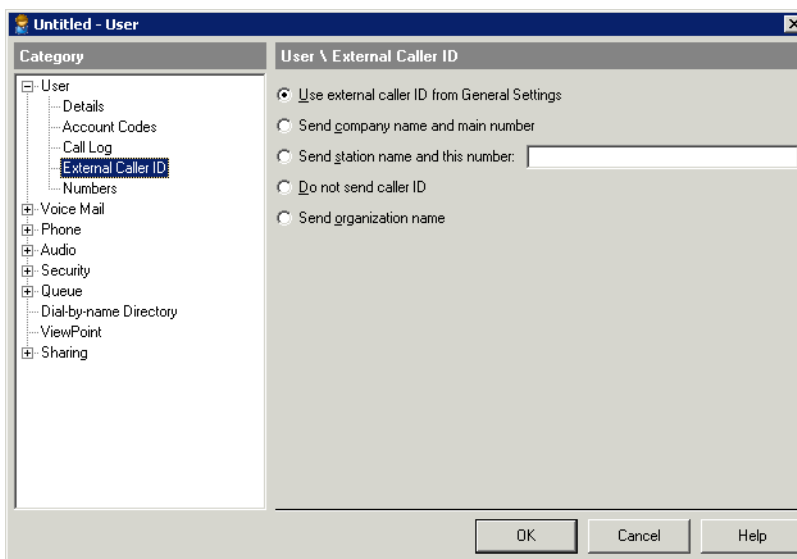 Untitled - User
Category
User
Details
Account Codes
Call Log
External Caller ID
Numbers
Voice Mail
Phone
Audio
Security
Queue
Dial-by-name Directory
ViewPoint
Sharing
User \ External Caller ID
Use external caller ID from General Settings
Send company name and main number
Send station name and this number:
Do not send caller ID
Send organization name
OK Cancel Help